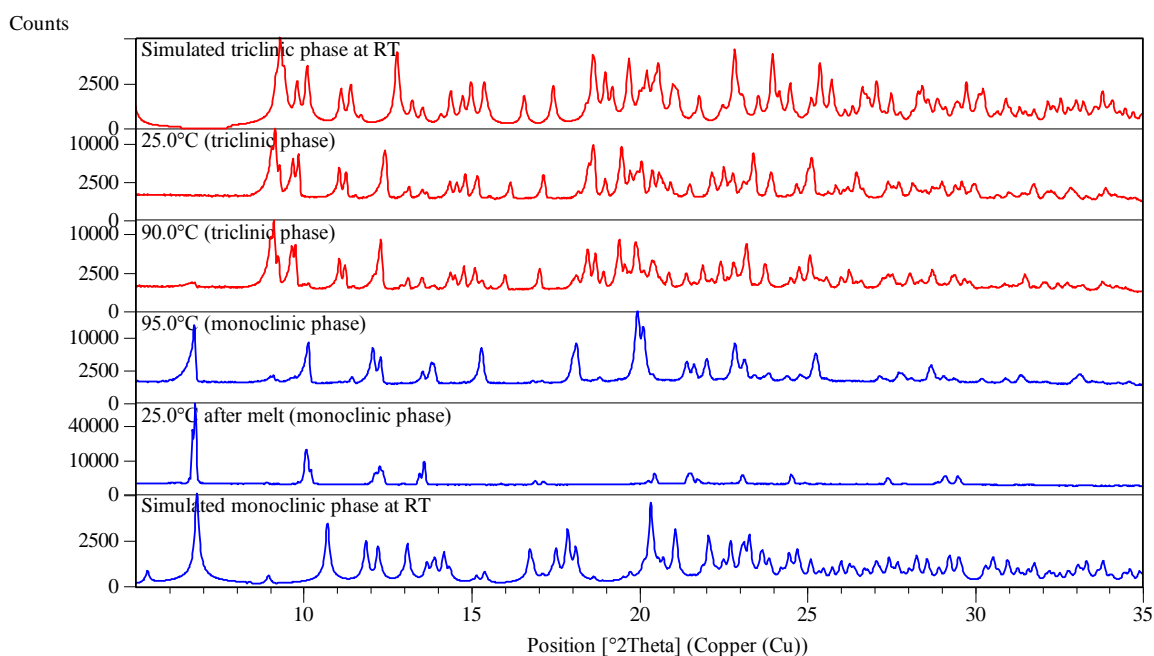 Counts
Simulated triclinic phase at RT
2500
0
25.0°C (triclinic phase)
10000
2500
0
90.0°C (triclinic phase)
10000
2500
0
95.0°C (monoclinic phase)
10000
2500
0
25.0°C after melt (monoclinic phase)
40000
10000
0
Simulated monoclinic phase at RT
2500
0
10 15 20 25 30 35
Position [°2Theta] (Copper (Cu))